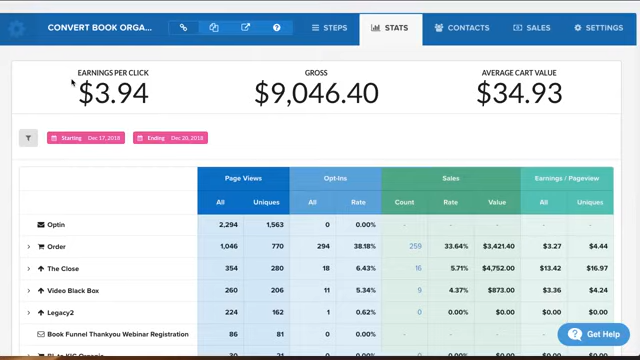 CONVERT BOOK ORGA...
STEPS
STATS
CONTACTS
SALES
SETTINGS
EARNINGS PER CLICK
$3.94
GROSS
$9,046.40
AVERAGE CART VALUE
$34.93
Starting Dec 17, 2018
Ending Dec 20, 2018
Page Views Opt-Ins Sales Earnings / Pageview
All Uniques All Rate Count Rate Value All Uniques
Optin 2,294 1,563 0 0.00% - - - - -
Order 1,046 770 294 38.18% 259 33.64% $3,421.40 $3.27 $4.44
The Close 354 280 18 6.43% 16 5.71% $4,752.00 $13.42 $16.97
Video Black Box 260 206 11 5.34% 9 4.37% $873.00 $3.36 $4.24
Legacy2 224 162 1 0.62% 0 0.00% $0.00 $0.00 $0.00
Book Funnel Thankyou Webinar Registration 86 81 0 0.00% - - - - -
Get Help